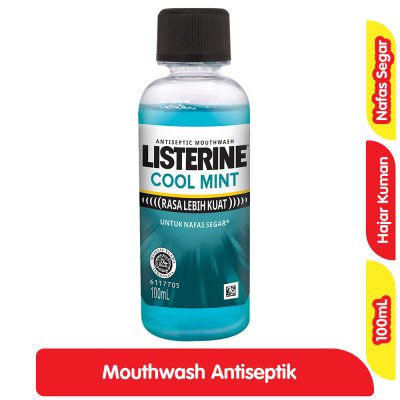 ANTISEPTIC MOUTHWASH
LISTERINE
COOL MINT
(((((RASA LEBIH KUAT)))))
UNTUK NAFAS SEGAR*
6117705
100mL
Nafas Segar
Hajar Kuman
100mL
Mouthwash Antiseptik